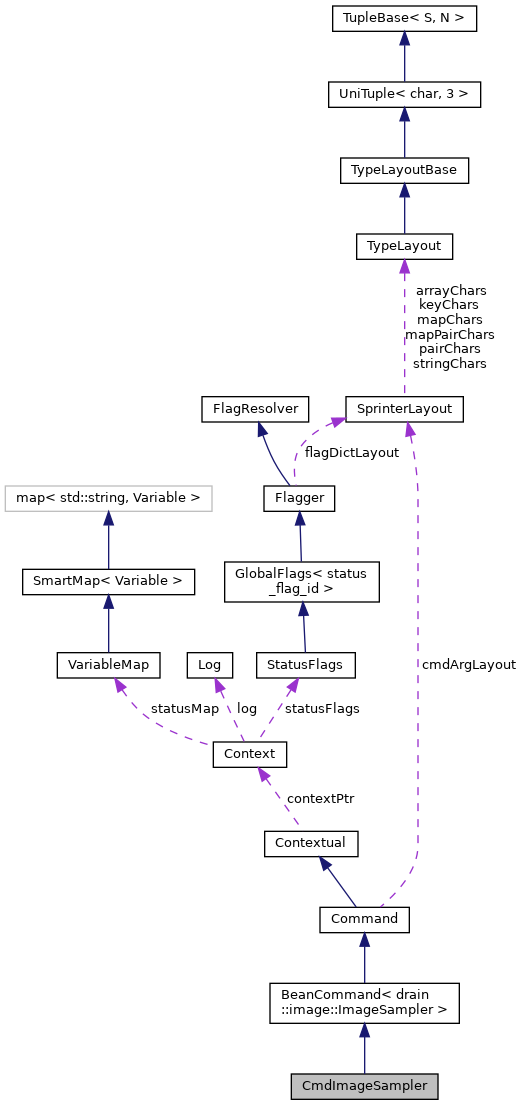 TupleBase< S, N >
UniTuple< char, 3 >
TypeLayoutBase
TypeLayout
arrayChars
keyChars
mapChars
mapPairChars
pairChars
stringChars
FlagResolver
SprinterLayout
flagDictLayout
map< std::string, Variable >
Flagger
SmartMap< Variable >
GlobalFlags< status
_flag_id >
VariableMap
Log
StatusFlags
cmdArgLayout
statusMap
log
statusFlags
Context
contextPtr
Contextual
Command
BeanCommand< drain
::image::ImageSampler >
CmdImageSampler